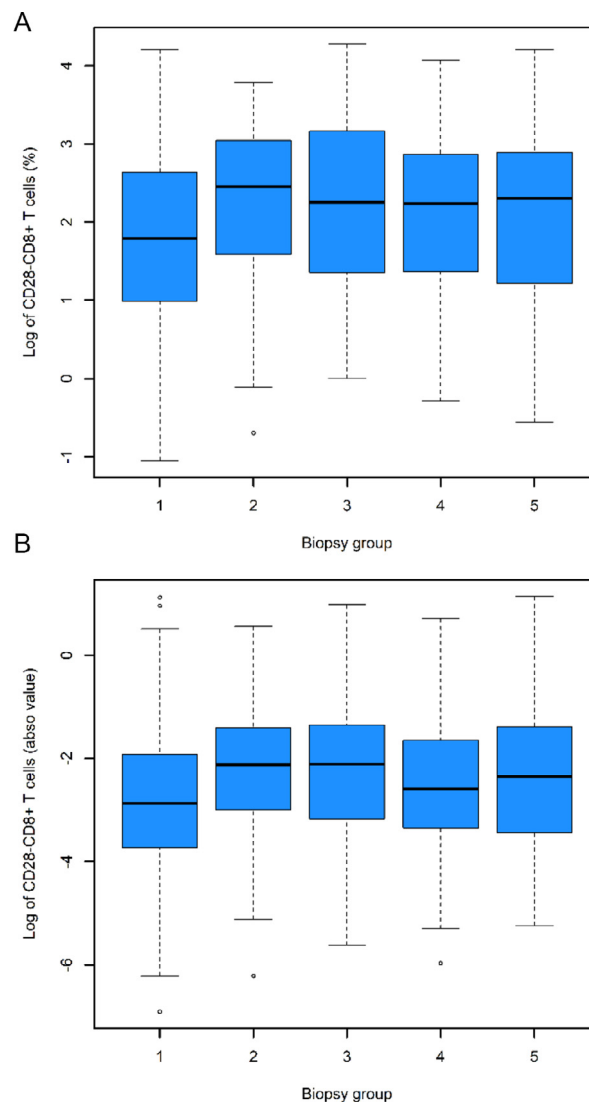 A
Log of CD28-CD8+ T cells (%)
4
3
2
1
0
-1
1 2 3 4 5
Biopsy group
B
Log of CD28-CD8+ T cells (abso value)
0
-2
-4
-6
1 2 3 4 5
Biopsy group